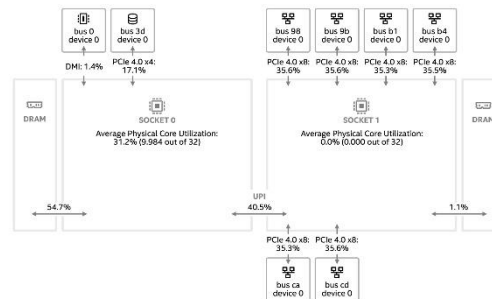 bus 0
device 0
bus 3d
device 0
bus 98
device 0
bus 9b
device 0
bus b1
device 0
bus b4
device 0
DMI: 1.4%
PCIe 4.0 x4:
17.1%
PCIe 4.0 x8:
35.6%
PCIe 4.0 x8:
35.6%
PCIe 4.0 x8:
35.3%
PCIe 4.0 x8:
35.5%
DRAM
SOCKET 0
Average Physical Core Utilization:
31.2% (9.984 out of 32)
SOCKET 1
Average Physical Core Utilization:
0.0% (0.000 out of 32)
DRAM
54.7%
UPI
40.5%
1.1%
PCIe 4.0 x8:
35.3%
PCIe 4.0 x8:
35.6%
bus ca
device 0
bus cd
device 0